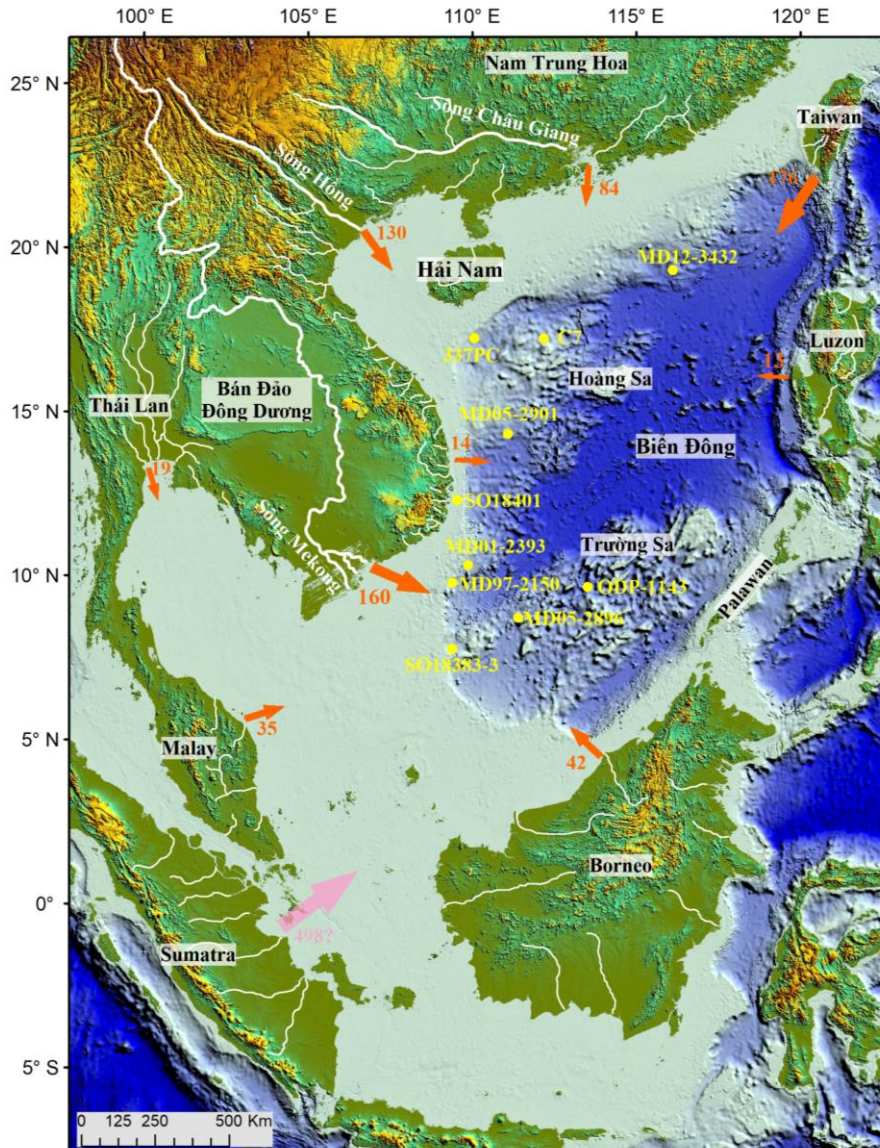 100° E
105° E
110° E
115° E
120° E
25° N
20° N
15° N
10° N
5° N
0°
5° S
Nam Trung Hoa
Taiwan
Sông Châu Giang
Sông Hồng
176
84
130
Hải Nam
MD12-3432
337PC
C7
Luzon
13
Hoàng Sa
Thái Lan
Bán Đảo
Đông Dương
MD05-2901
14
Biển Đông
19
SO18401
Sông Mekông
MD01-2393
Trường Sa
160
MD97-2150
ODP-1143
Palawan
MD05-2896
SO18383-3
35
Malay
42
Borneo
498?
Sumatra
0 125 250 500 Km